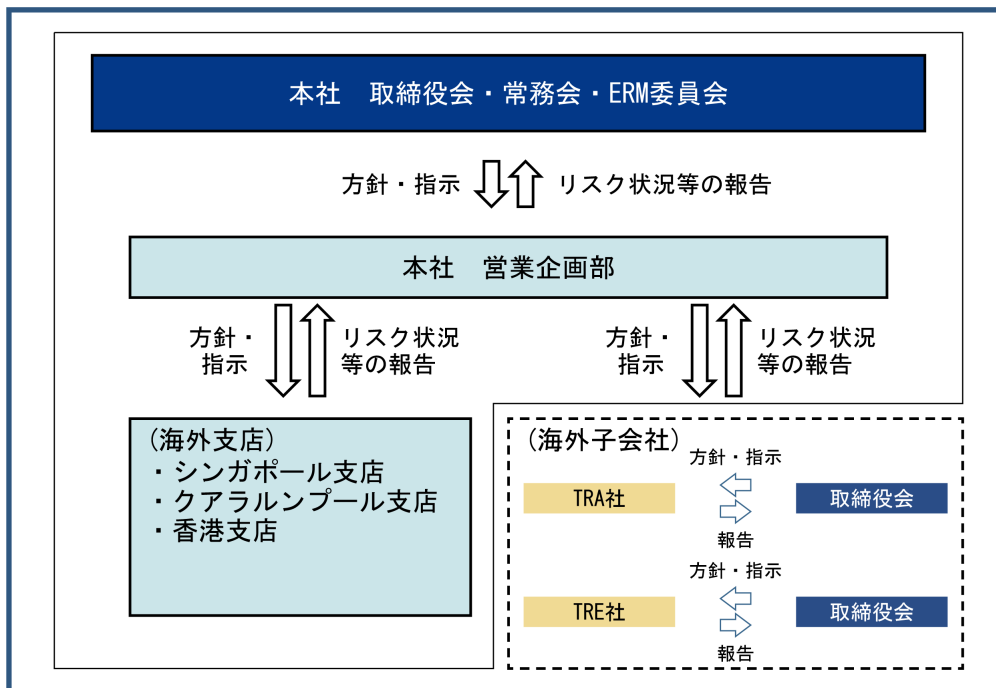 本社　取締役会・常務会・ERM委員会
方針・指示
リスク状況等の報告
本社　営業企画部
方針・
指示
リスク状況
等の報告
方針・
指示
リスク状況
等の報告
(海外支店)
・シンガポール支店
・クアラルンプール支店
・香港支店
(海外子会社)
方針・指示
TRA社
取締役会
報告
方針・指示
TRE社
取締役会
報告